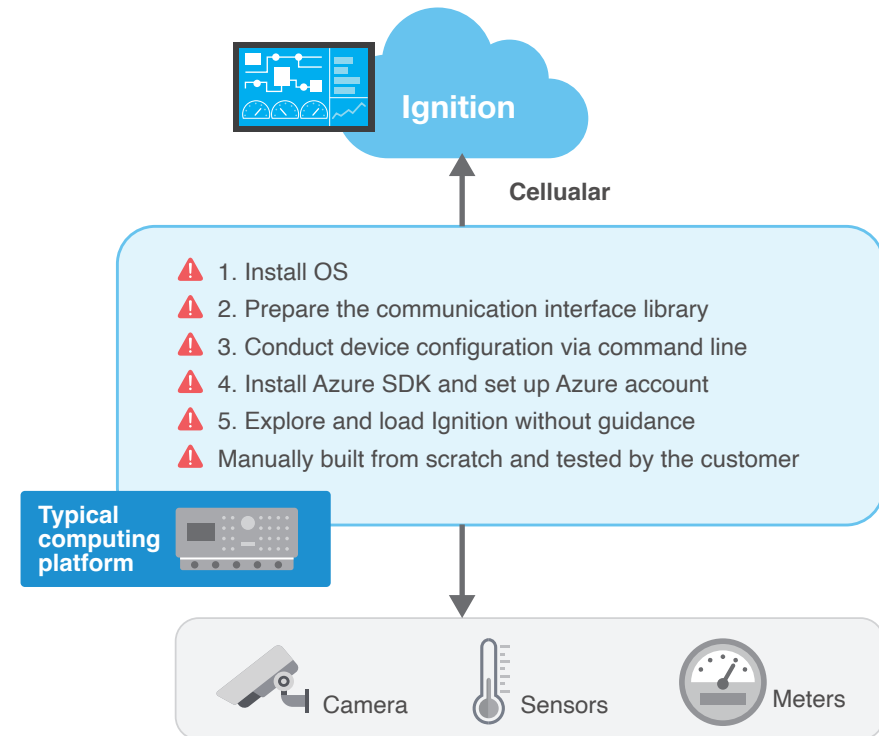 Ignition
Cellualar
1. Install OS
2. Prepare the communication interface library
3. Conduct device configuration via command line
4. Install Azure SDK and set up Azure account
5. Explore and load Ignition without guidance
Manually built from scratch and tested by the customer
Typical
computing
platform
Camera
Sensors
Meters